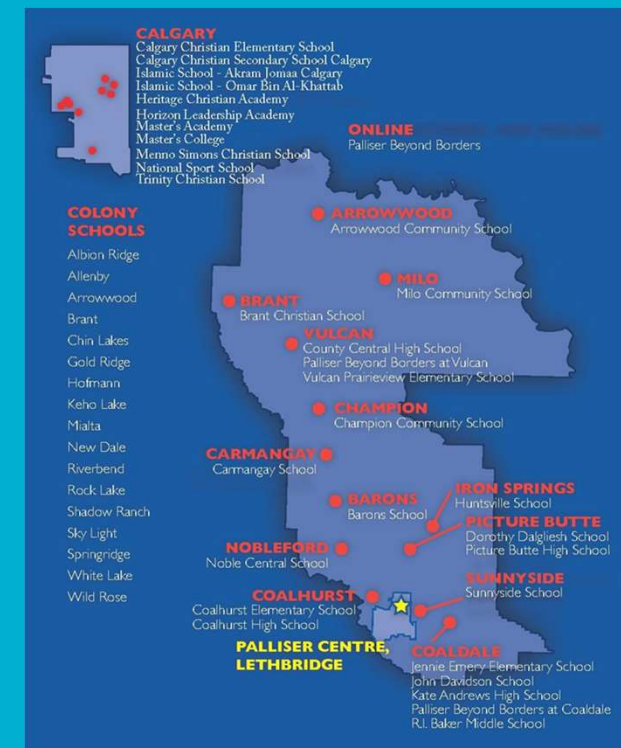 CALGARY
Calgary Christian Elementary School
Calgary Christian Secondary School Calgary
Islamic School - Akram Jomaa Calgary
Islamic School - Omar Bin Al-Khattab
Heritage Christian Academy
Horizon Leadership Academy
Master's Academy
Master's College
Menno Simons Christian School
National Sport School
Trinity Christian School
ONLINE
Palliser Beyond Borders
COLONY
SCHOOLS
Albion Ridge
Allenby
Arrowwood
Brant
Chin Lakes
Gold Ridge
Hofmann
Keho Lake
Mialta
New Dale
Riverbend
Rock Lake
Shadow Ranch
Sky Light
Springridge
White Lake
Wild Rose
ARROWWOOD
Arrowwood Community School
MILO
Milo Community School
BRANT
Brant Christian School
VULCAN
County Central High School
Palliser Beyond Borders at Vulcan
Vulcan Prairieview Elementary School
CHAMPION
Champion Community School
CARMANGAY
Carmangay School
BARONS
Barons School
IRON SPRINGS
Huntsville School
PICTURE BUTTE
Dorothy Dalgliesh School
Picture Butte High School
NOBLEFORD
Noble Central School
SUNNYSIDE
Sunnyside School
COALHURST
Coalhurst Elementary School
Coalhurst High School
PALLISER CENTRE,
LETHBRIDGE
COALDALE
Jennie Emery Elementary School
John Davidson School
Kate Andrews High School
Palliser Beyond Borders at Coaldale
R.I. Baker Middle School